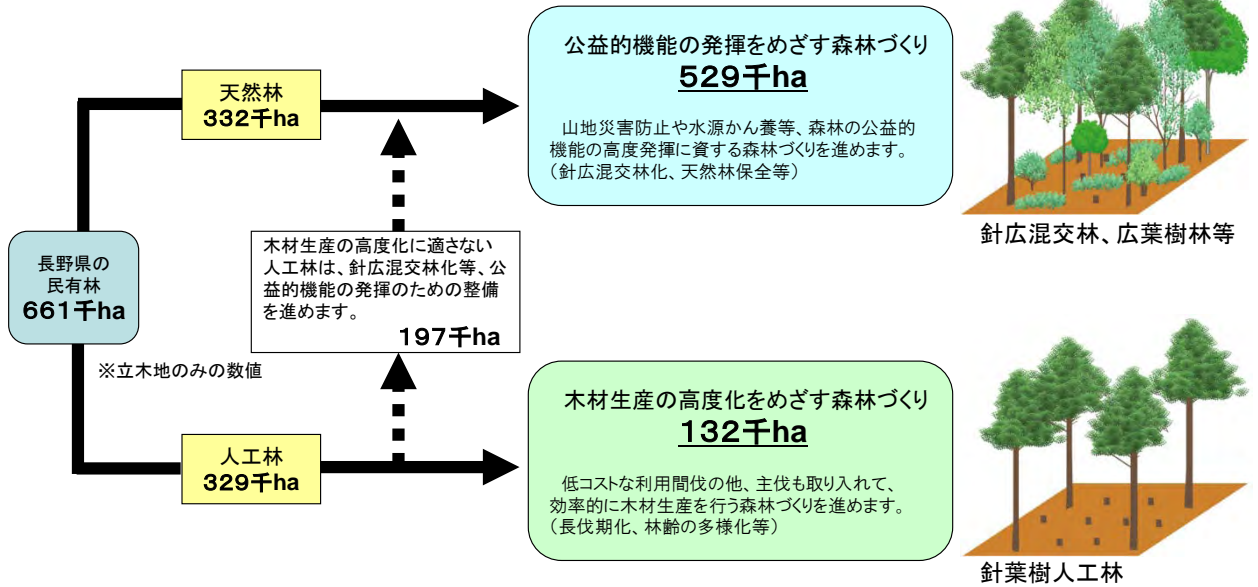 公益的機能の発揮をめざす森林づくり
529千ha
山地災害防止や水源かん養等、森林の公益的
機能の高度発揮に資する森林づくりを進めます。
（針広混交林化、天然林保全等）
針広混交林、広葉樹林等
天然林
332千ha
長野県の
民有林
661千ha
※立木地のみの数値
木材生産の高度化に適さない
人工林は、針広混交林化等、公
益的機能の発揮のための整備
を進めます。
197千ha
人工林
329千ha
木材生産の高度化をめざす森林づくり
132千ha
低コストな利用間伐の他、主伐も取り入れて、
効率的に木材生産を行う森林づくりを進めます。
（長伐期化、林齢の多様化等）
針葉樹人工林